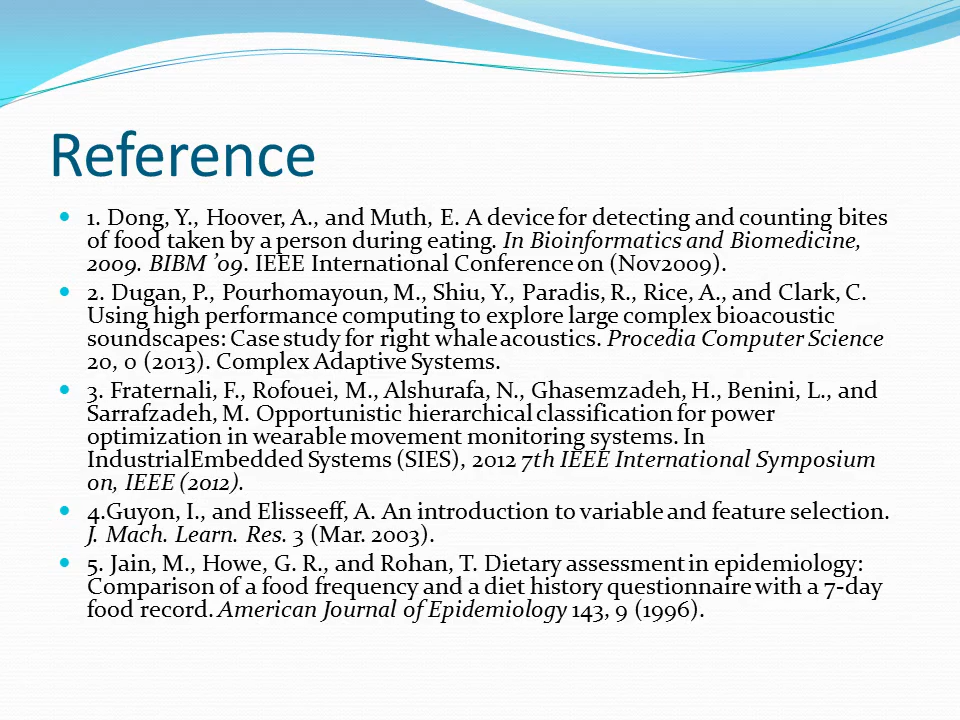 Reference
1. Dong, Y., Hoover, A., and Muth, E. A device for detecting and counting bites
of food taken by a person during eating. In Bioinformatics and Biomedicine,
2009. BIBM ’09. IEEE International Conference on (Nov2009).
2. Dugan, P., Pourhomayoun, M., Shiu, Y., Paradis, R., Rice, A., and Clark, C.
Using high performance computing to explore large complex bioacoustic
soundscapes: Case study for right whale acoustics. Procedia Computer Science
20, 0 (2013). Complex Adaptive Systems.
3. Fraternali, F., Rofouei, M., Alshurafa, N., Ghasemzadeh, H., Benini, L., and
Sarrafzadeh, M. Opportunistic hierarchical classification for power
optimization in wearable movement monitoring systems. In
IndustrialEmbedded Systems (SIES), 2012 7th IEEE International Symposium
on, IEEE (2012).
4.Guyon, I., and Elisseeff, A. An introduction to variable and feature selection.
J. Mach. Learn. Res. 3 (Mar. 2003).
5. Jain, M., Howe, G. R., and Rohan, T. Dietary assessment in epidemiology:
Comparison of a food frequency and a diet history questionnaire with a 7-day
food record. American Journal of Epidemiology 143, 9 (1996).